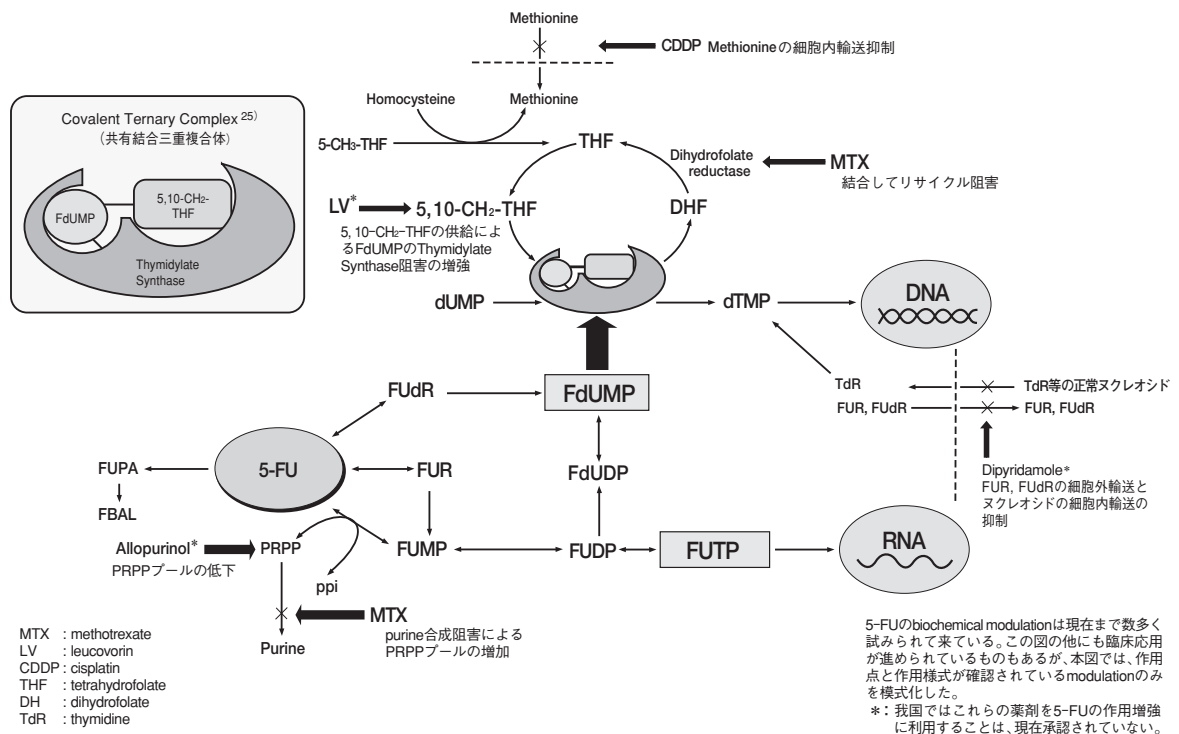 Methionine
CDDP Methionineの細胞内輸送抑制
Homocysteine
Methionine
5-CH₃-THF
THF
Dihydrofolate
reductase
MTX
結合してリサイクル阻害
Covalent Ternary Complex 25)
(共有結合三重複合体)
FdUMP
5,10-CH₂-
THF
Thymidylate
Synthase
LV*
5,10-CH₂-THF
DHF
5, 10-CH₂-THFの供給によ
るFdUMPのThymidylate
Synthase阻害の増強
dUMP
dTMP
DNA
FUdR
FdUMP
TdR
TdR等の正常ヌクレオシド
FUR, FUdR
FUR, FUdR
FUPA
5-FU
FUR
FdUDP
Dipyridamole*
FUR, FUdRの細胞外輸送と
ヌクレオシドの細胞内輸送の
抑制
FBAL
Allopurinol*
PRPP
PRPPプールの低下
FUMP
FUDP
FUTP
RNA
ppi
MTX
purine合成阻害による
PRPPプールの増加
Purine
MTX : methotrexate
LV : leucovorin
CDDP : cisplatin
THF : tetrahydrofolate
DH : dihydrofolate
TdR : thymidine
5-FUのbiochemical modulationは現在まで数多く
試みられて来ている。この図の他にも臨床応用
が進められているものもあるが、本図では、作用
点と作用様式が確認されているmodulationのみ
を模式化した。
*：我国ではこれらの薬剤を5-FUの作用増強
に利用することは、現在承認されていない。